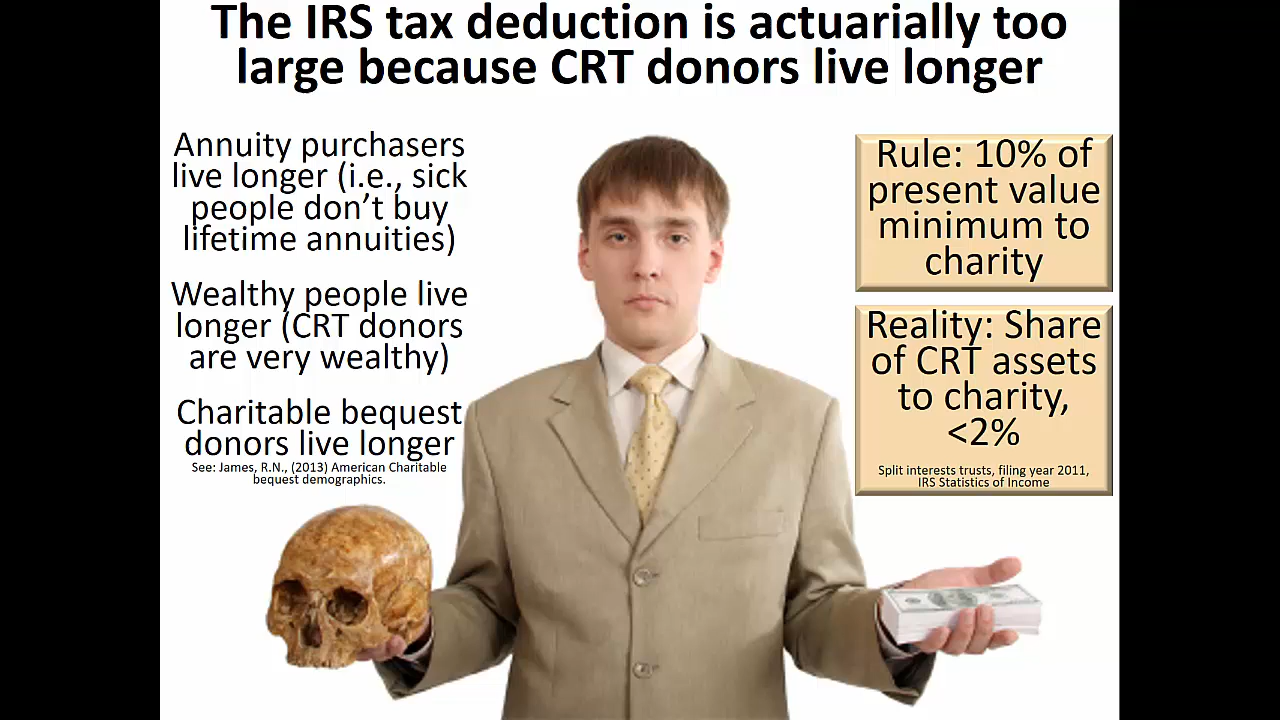 The IRS tax deduction is actuarially too
large because CRT donors live longer
Annuity purchasers
live longer (i.e., sick
people don’t buy
lifetime annuities)
Wealthy people live
longer (CRT donors
are very wealthy)
Charitable bequest
donors live longer
See: James, R.N., (2013) American Charitable
bequest demographics.
Rule: 10% of
present value
minimum to
charity
Reality: Share
of CRT assets
to charity,
<2%
Split interests trusts, filing year 2011,
IRS Statistics of Income